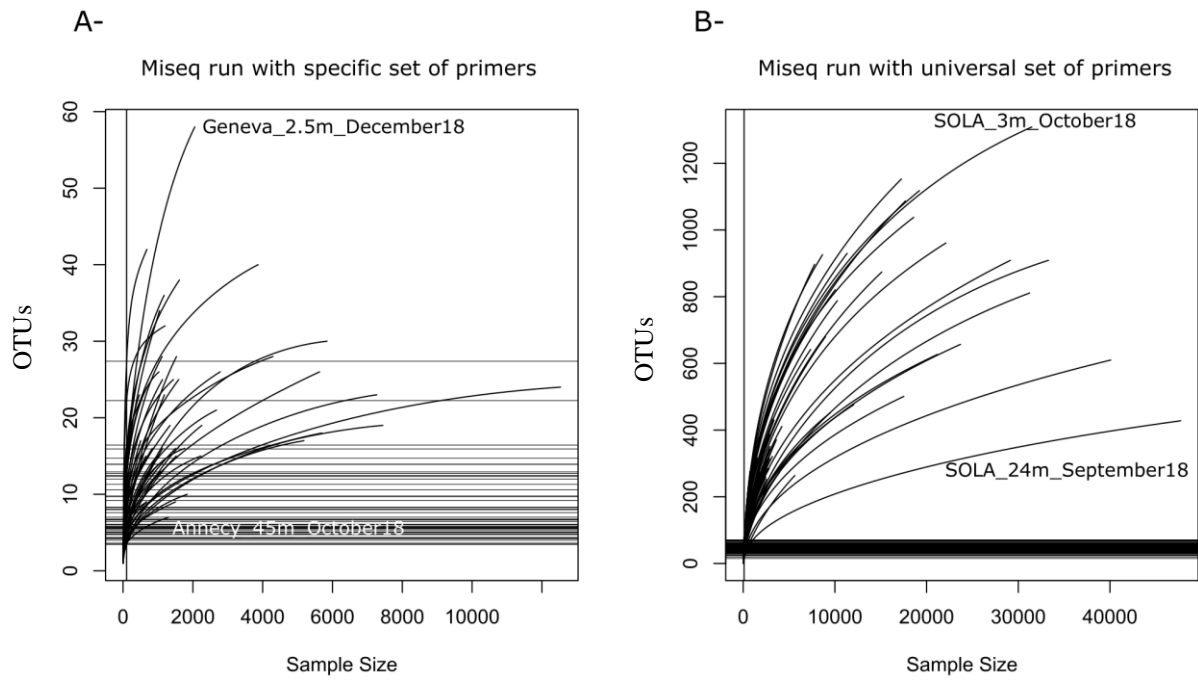 A-
Miseq run with specific set of primers
Geneva_2.5m_December18
60
50
40
30
20
10
0
OTUs
Annecy_45m_October18
0 2000 4000 6000 8000 10000
Sample Size
B-
Miseq run with universal set of primers
SOLA_3m_October18
1200
1000
800
600
400
200
0
OTUs
SOLA_24m_September18
0 10000 20000 30000 40000
Sample Size